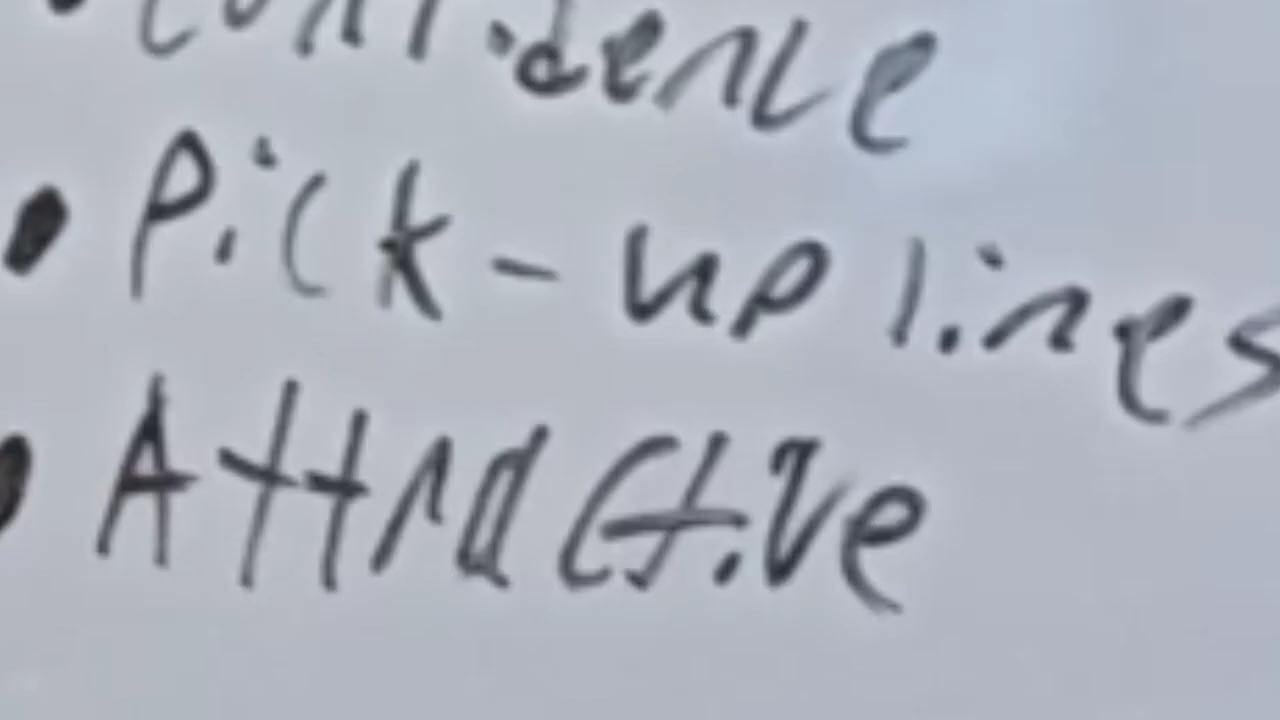 • Confidence
• Pick-up lines
• Attractive